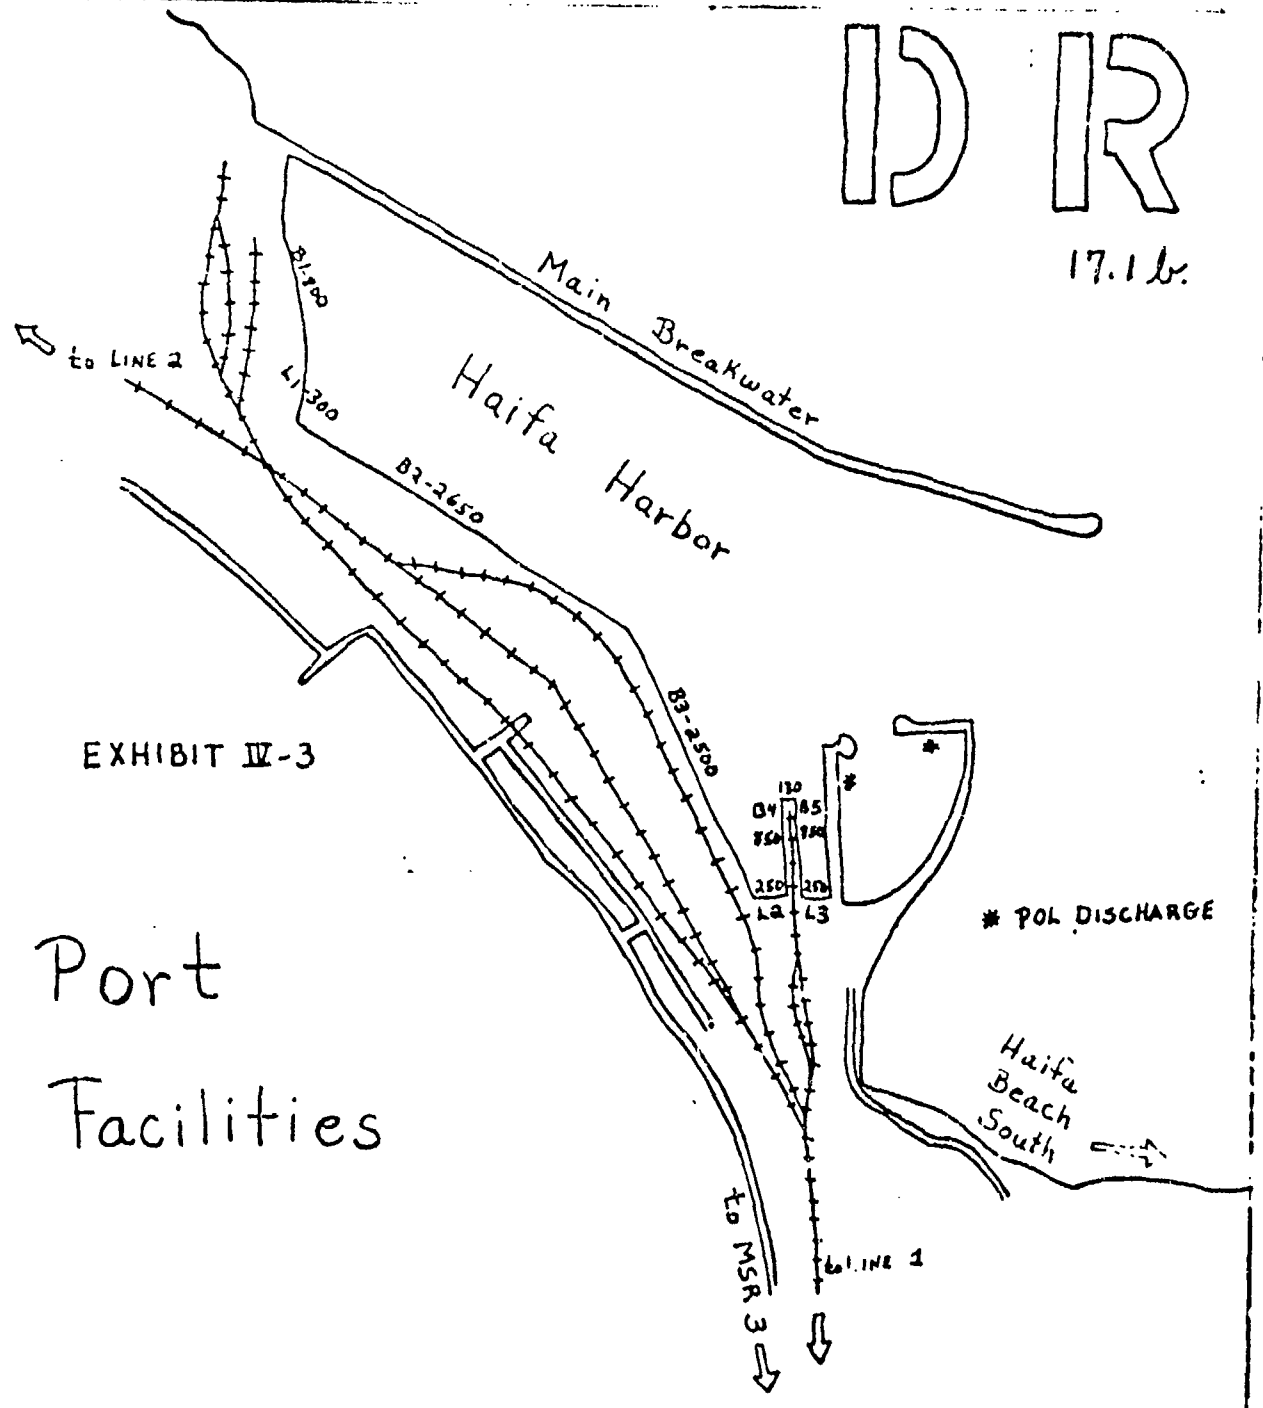 DR
17.1 b.
Main Breakwater
B1-800
to LINE 2
L1-300
Haifa Harbor
B2-2650
B3-2500
EXHIBIT IV-3
130
B4 B5
850 850
250 250
L2 L3
* POL DISCHARGE
Port
Facilities
Haifa
Beach
South
to MSR 3
to LINE 1